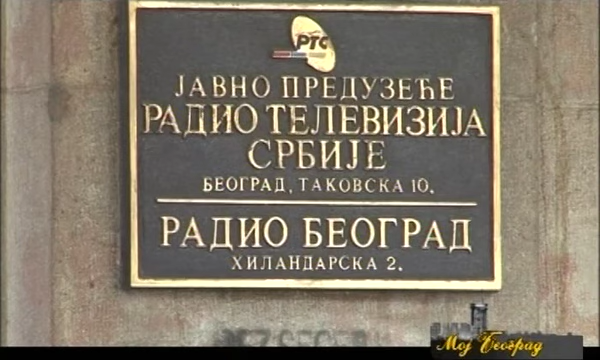 РТС
ЈАВНО ПРЕДУЗЕЋЕ
РАДИО ТЕЛЕВИЗИЈА
СРБИЈЕ
БЕОГРАД, ТАКОВСКА 10.
РАДИО БЕОГРАД
ХИЛАНДАРСКА 2.
Мој Београд